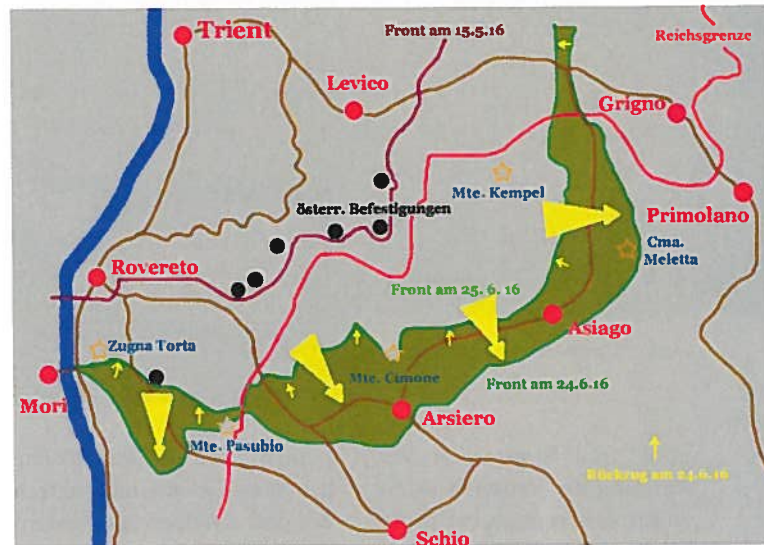 Front am 15.5.16
Trient
Reichsgrenze
Levico
Grigno
Mte. Kempel
Primolano
österr. Befestigungen
Cma.
Meletta
Rovereto
Front am 25.6.16
Asiago
Zugna Torta
Mori
Mte. Cimone
Front am 24.6.16
Arsiero
Mte. Pasubio
Rückzug am 24.6.16
Schio